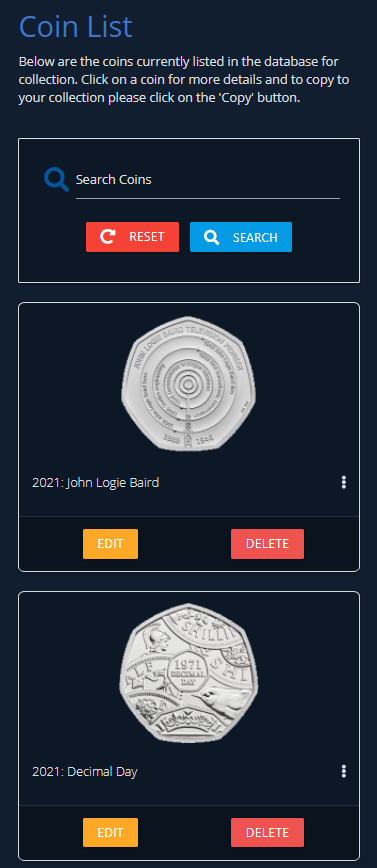 Coin List
Below are the coins currently listed in the database for
collection. Click on a coin for more details and to copy to
your collection please click on the 'Copy' button.
Search Coins
RESET
SEARCH
JOHN LOGIE BAIRD TELEVISION PIONEER
1888 1946
2021: John Logie Baird
EDIT
DELETE
1971
DECIMAL
DAY
2021: Decimal Day
EDIT
DELETE